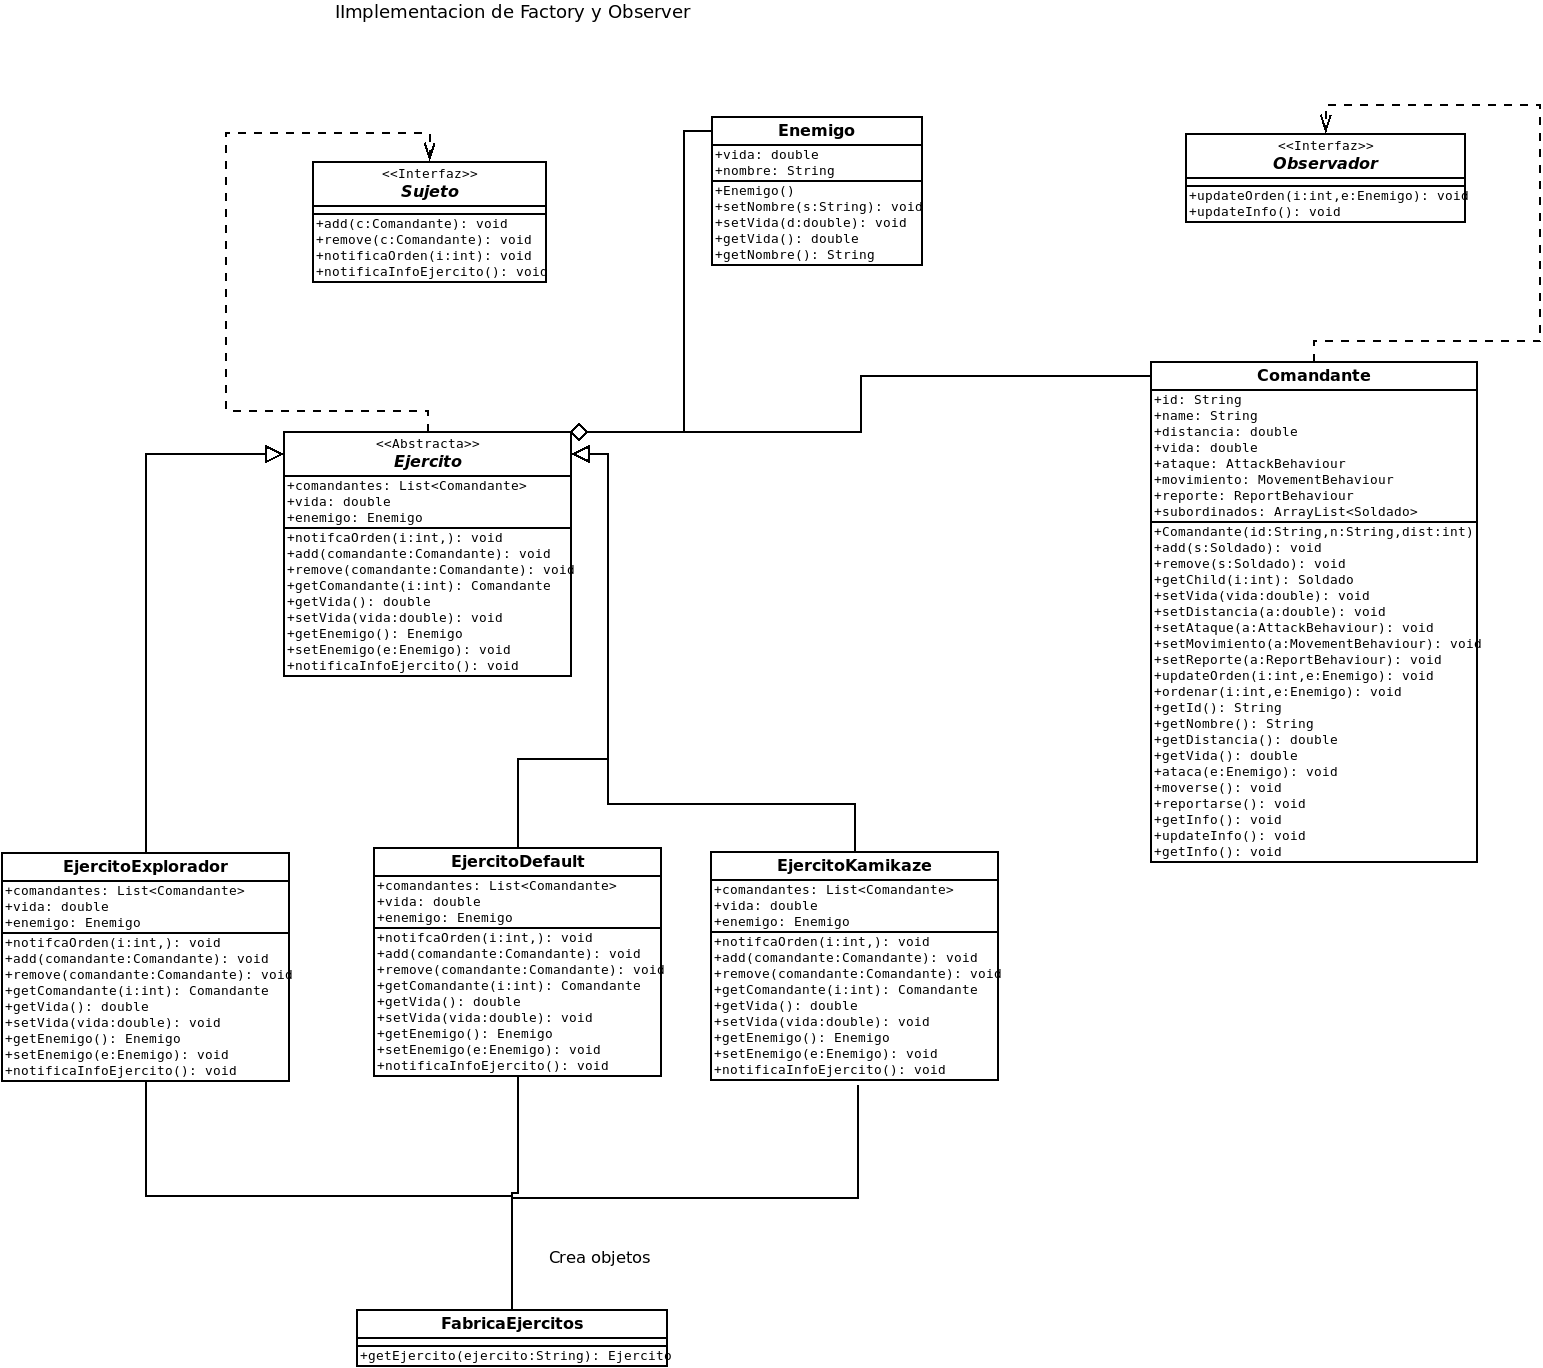 IImplementacion de Factory y Observer
<<Interfaz>>
Sujeto
+add(c:Comandante): void
+remove(c:Comandante): void
+notificaOrden(i:int): void
+notificaInfoEjercito(): void
Enemigo
+vida: double
+nombre: String
+Enemigo()
+setNombre(s:String): void
+setVida(d:double): void
+getVida(): double
+getNombre(): String
<<Interfaz>>
Observador
+updateOrden(i:int,e:Enemigo): void
+updateInfo(): void
<<Abstracta>>
Ejercito
+comandantes: List<Comandante>
+vida: double
+enemigo: Enemigo
+notifcaOrden(i:int,): void
+add(comandante:Comandante): void
+remove(comandante:Comandante): void
+getComandante(i:int): Comandante
+getVida(): double
+setVida(vida:double): void
+getEnemigo(): Enemigo
+setEnemigo(e:Enemigo): void
+notificaInfoEjercito(): void
Comandante
+id: String
+name: String
+distancia: double
+vida: double
+ataque: AttackBehaviour
+movimiento: MovementBehaviour
+reporte: ReportBehaviour
+subordinados: ArrayList<Soldado>
+Comandante(id:String,n:String,dist:int)
+add(s:Soldado): void
+remove(s:Soldado): void
+getChild(i:int): Soldado
+setVida(vida:double): void
+setDistancia(a:double): void
+setAtaque(a:AttackBehaviour): void
+setMovimiento(a:MovementBehaviour): void
+setReporte(a:ReportBehaviour): void
+updateOrden(i:int,e:Enemigo): void
+ordenar(i:int,e:Enemigo): void
+getId(): String
+getNombre(): String
+getDistancia(): double
+getVida(): double
+ataca(e:Enemigo): void
+moverse(): void
+reportarse(): void
+getInfo(): void
+updateInfo(): void
+getInfo(): void
EjercitoExplorador
+comandantes: List<Comandante>
+vida: double
+enemigo: Enemigo
+notifcaOrden(i:int,): void
+add(comandante:Comandante): void
+remove(comandante:Comandante): void
+getComandante(i:int): Comandante
+getVida(): double
+setVida(vida:double): void
+getEnemigo(): Enemigo
+setEnemigo(e:Enemigo): void
+notificaInfoEjercito(): void
EjercitoDefault
+comandantes: List<Comandante>
+vida: double
+enemigo: Enemigo
+notifcaOrden(i:int,): void
+add(comandante:Comandante): void
+remove(comandante:Comandante): void
+getComandante(i:int): Comandante
+getVida(): double
+setVida(vida:double): void
+getEnemigo(): Enemigo
+setEnemigo(e:Enemigo): void
+notificaInfoEjercito(): void
EjercitoKamikaze
+comandantes: List<Comandante>
+vida: double
+enemigo: Enemigo
+notifcaOrden(i:int,): void
+add(comandante:Comandante): void
+remove(comandante:Comandante): void
+getComandante(i:int): Comandante
+getVida(): double
+setVida(vida:double): void
+getEnemigo(): Enemigo
+setEnemigo(e:Enemigo): void
+notificaInfoEjercito(): void
Crea objetos
FabricaEjercitos
+getEjercito(ejercito:String): Ejercito